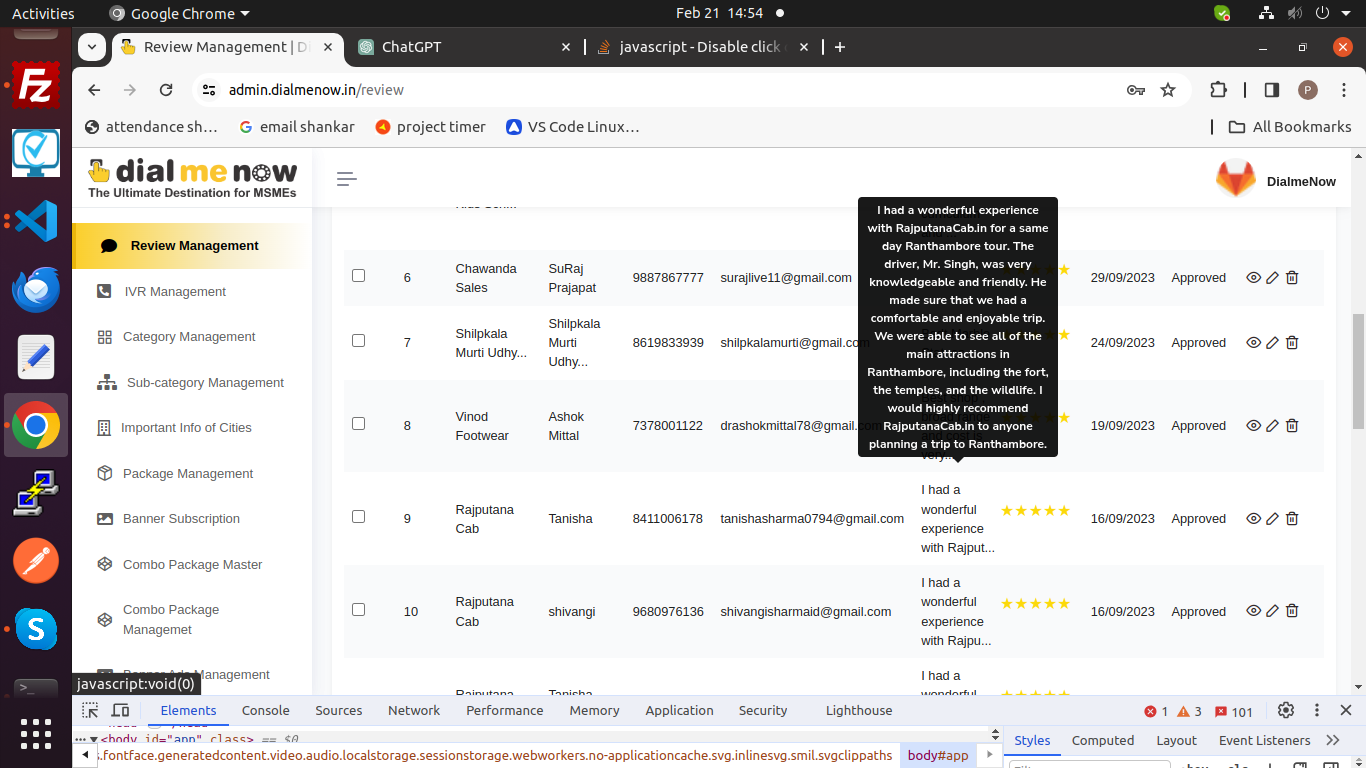 Activities
Google Chrome
Feb 21 14:54
Review Management | D
ChatGPT
javascript - Disable click
admin.dialmenow.in/review
P
attendance sh...
email shankar
project timer
VS Code Linux...
All Bookmarks
dial me now
The Ultimate Destination for MSMEs
DialmeNow
Review Management
IVR Management
Category Management
Sub-category Management
Important Info of Cities
Package Management
Banner Subscription
Combo Package Master
Combo Package
Managemet
I had a wonderful experience
with RajputanaCab.in for a same
day Ranthambore tour. The
driver, Mr. Singh, was very
knowledgeable and friendly. He
made sure that we had a
comfortable and enjoyable trip.
We were able to see all of the
main attractions in
Ranthambore, including the fort,
the temples, and the wildlife. I
would highly recommend
RajputanaCab.in to anyone
planning a trip to Ranthambore.
6 Chawanda Sales SuRaj Prajapat 9887867777 surajlive11@gmail.com 29/09/2023 Approved
7 Shilpkala Murti Udhy... Shilpkala Murti Udhy... 8619833939 shilpkalamurti@gmail.com 24/09/2023 Approved
8 Vinod Footwear Ashok Mittal 7378001122 drashokmittal78@gmail.com very... 19/09/2023 Approved
9 Rajputana Cab Tanisha 8411006178 tanishasharma0794@gmail.com I had a wonderful experience with Rajput... ★★★★★ 16/09/2023 Approved
10 Rajputana Cab shivangi 9680976136 shivangisharmaid@gmail.com I had a wonderful experience with Rajpu... ★★★★★ 16/09/2023 Approved
Rajputana Tanisha I had a wonderful
javascript:void(0)
Management
Elements
Console
Sources
Network
Performance
Memory
Application
Security
Lighthouse
1
3
101
<body id="app" class> == $0
s.fontface.generatedcontent.video.audio.localstorage.sessionstorage.webworkers.no-applicationcache.svg.inlinesvg.smil.svgclippaths
body#app
Styles
Computed
Layout
Event Listeners